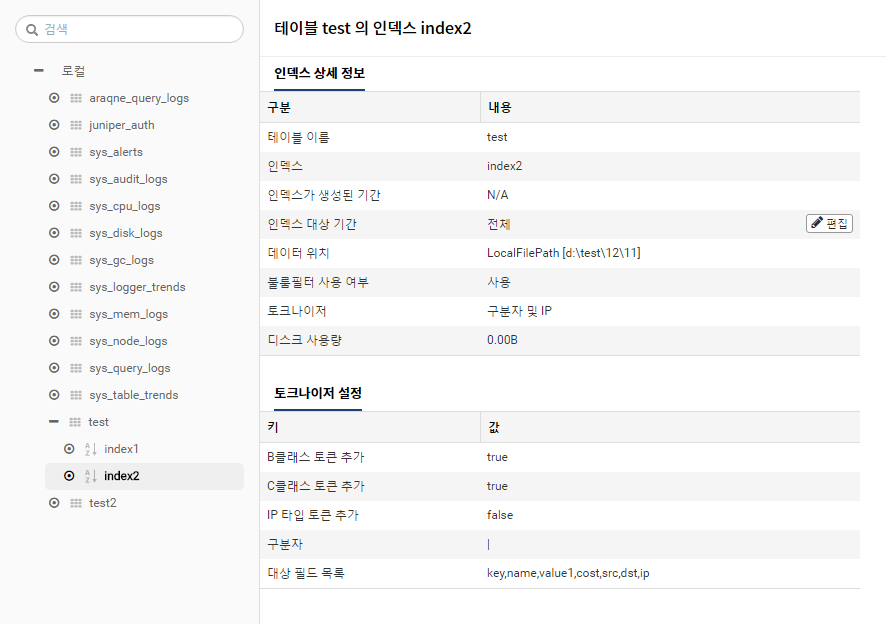 검색
로컬
araqne_query_logs
juniper_auth
sys_alerts
sys_audit_logs
sys_cpu_logs
sys_disk_logs
sys_gc_logs
sys_logger_trends
sys_mem_logs
sys_node_logs
sys_query_logs
sys_table_trends
test
index1
index2
test2
테이블 test 의 인덱스 index2
인덱스 상세 정보
구분 내용
테이블 이름 test
인덱스 index2
인덱스가 생성된 기간 N/A
인덱스 대상 기간 전체 편집
데이터 위치 LocalFilePath [d:\test\12\11]
불룸필터 사용 여부 사용
토크나이저 구분자 및 IP
디스크 사용량 0.00B
토크나이저 설정
키 값
B클래스 토큰 추가 true
C클래스 토큰 추가 true
IP 타입 토큰 추가 false
구분자 |
대상 필드 목록 key,name,value1,cost,src,dst,ip